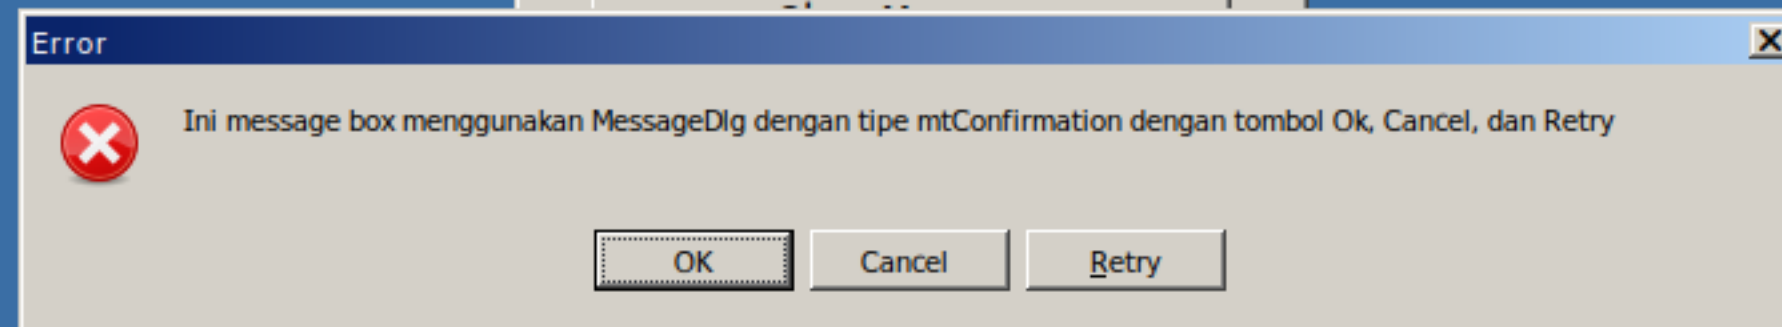 Error
Ini message box menggunakan MessageDlg dengan tipe mtConfirmation dengan tombol Ok, Cancel, dan Retry
OK Cancel Retry